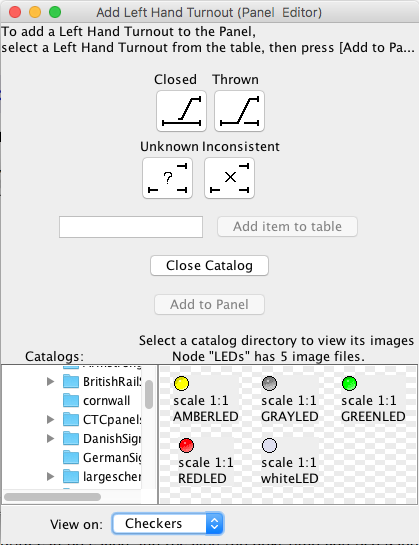 Add Left Hand Turnout (Panel Editor)
To add a Left Hand Turnout to the Panel,
select a Left Hand Turnout from the table, then press [Add to Pa...
Closed Thrown
Unknown Inconsistent
?
Add item to table
Close Catalog
Add to Panel
Select a catalog directory to view its images
Catalogs: Node "LEDs" has 5 image files.
BritishRailS
cornwall
CTCpanels
DanishSign
GermanSig
largeschem
scale 1:1 scale 1:1 scale 1:1
AMBERLED GRAYLED GREENLED
scale 1:1 scale 1:1
REDLED whiteLED
View on: Checkers